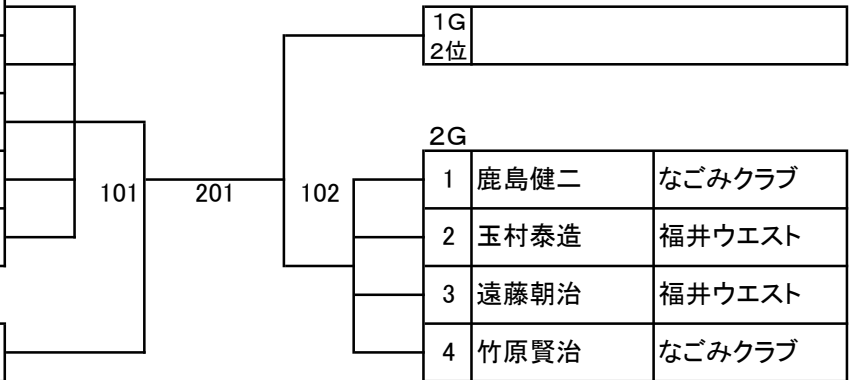 1G
2位
2G
101 201 102
1 鹿島健二 なごみクラブ
2 玉村泰造 福井ウエスト
3 遠藤朝治 福井ウエスト
4 竹原賢治 なごみクラブ